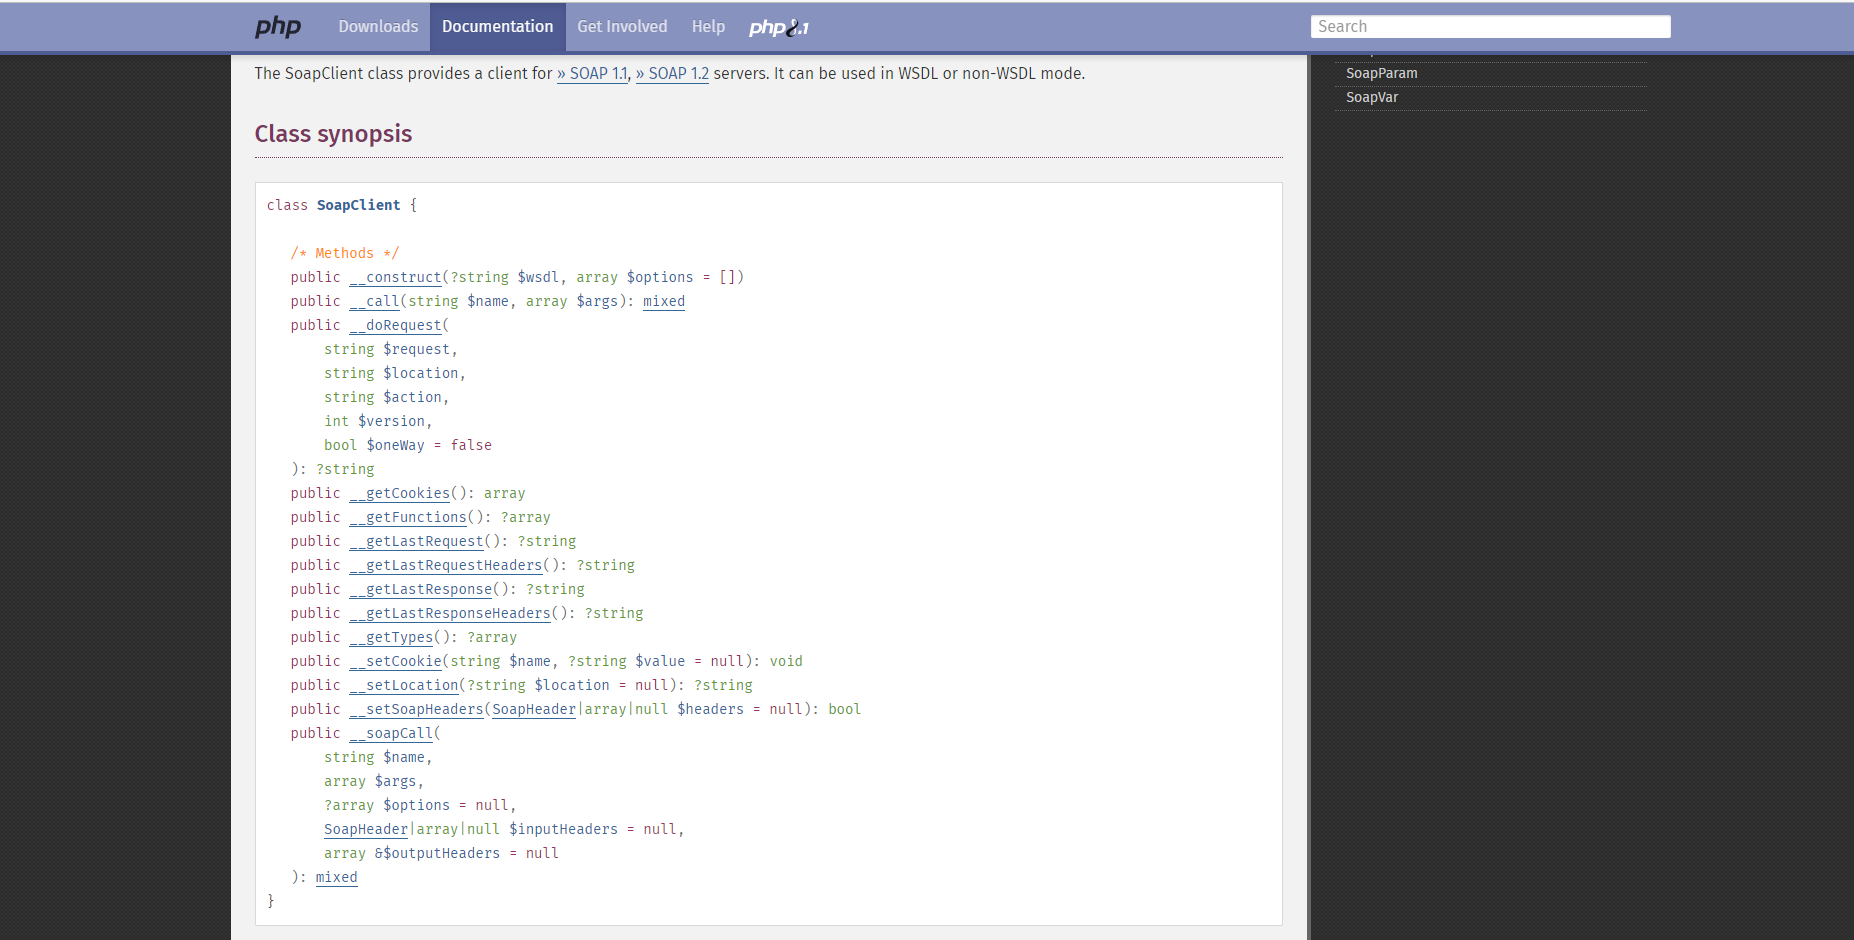 php Downloads Documentation Get Involved Help php8.1 Search
The SoapClient class provides a client for » SOAP 1.1, » SOAP 1.2 servers. It can be used in WSDL or non-WSDL mode.
Class synopsis
class SoapClient {
/* Methods */
public __construct(?string $wsdl, array $options = [])
public __call(string $name, array $args): mixed
public __doRequest(
string $request,
string $location,
string $action,
int $version,
bool $oneWay = false
): ?string
public __getCookies(): array
public __getFunctions(): ?array
public __getLastRequest(): ?string
public __getLastRequestHeaders(): ?string
public __getLastResponse(): ?string
public __getLastResponseHeaders(): ?string
public __getTypes(): ?array
public __setCookie(string $name, ?string $value = null): void
public __setLocation(?string $location = null): ?string
public __setSoapHeaders(SoapHeader|array|null $headers = null): bool
public __soapCall(
string $name,
array $args,
?array $options = null,
SoapHeader|array|null $inputHeaders = null,
array &$outputHeaders = null
): mixed
}
SoapParam
SoapVar